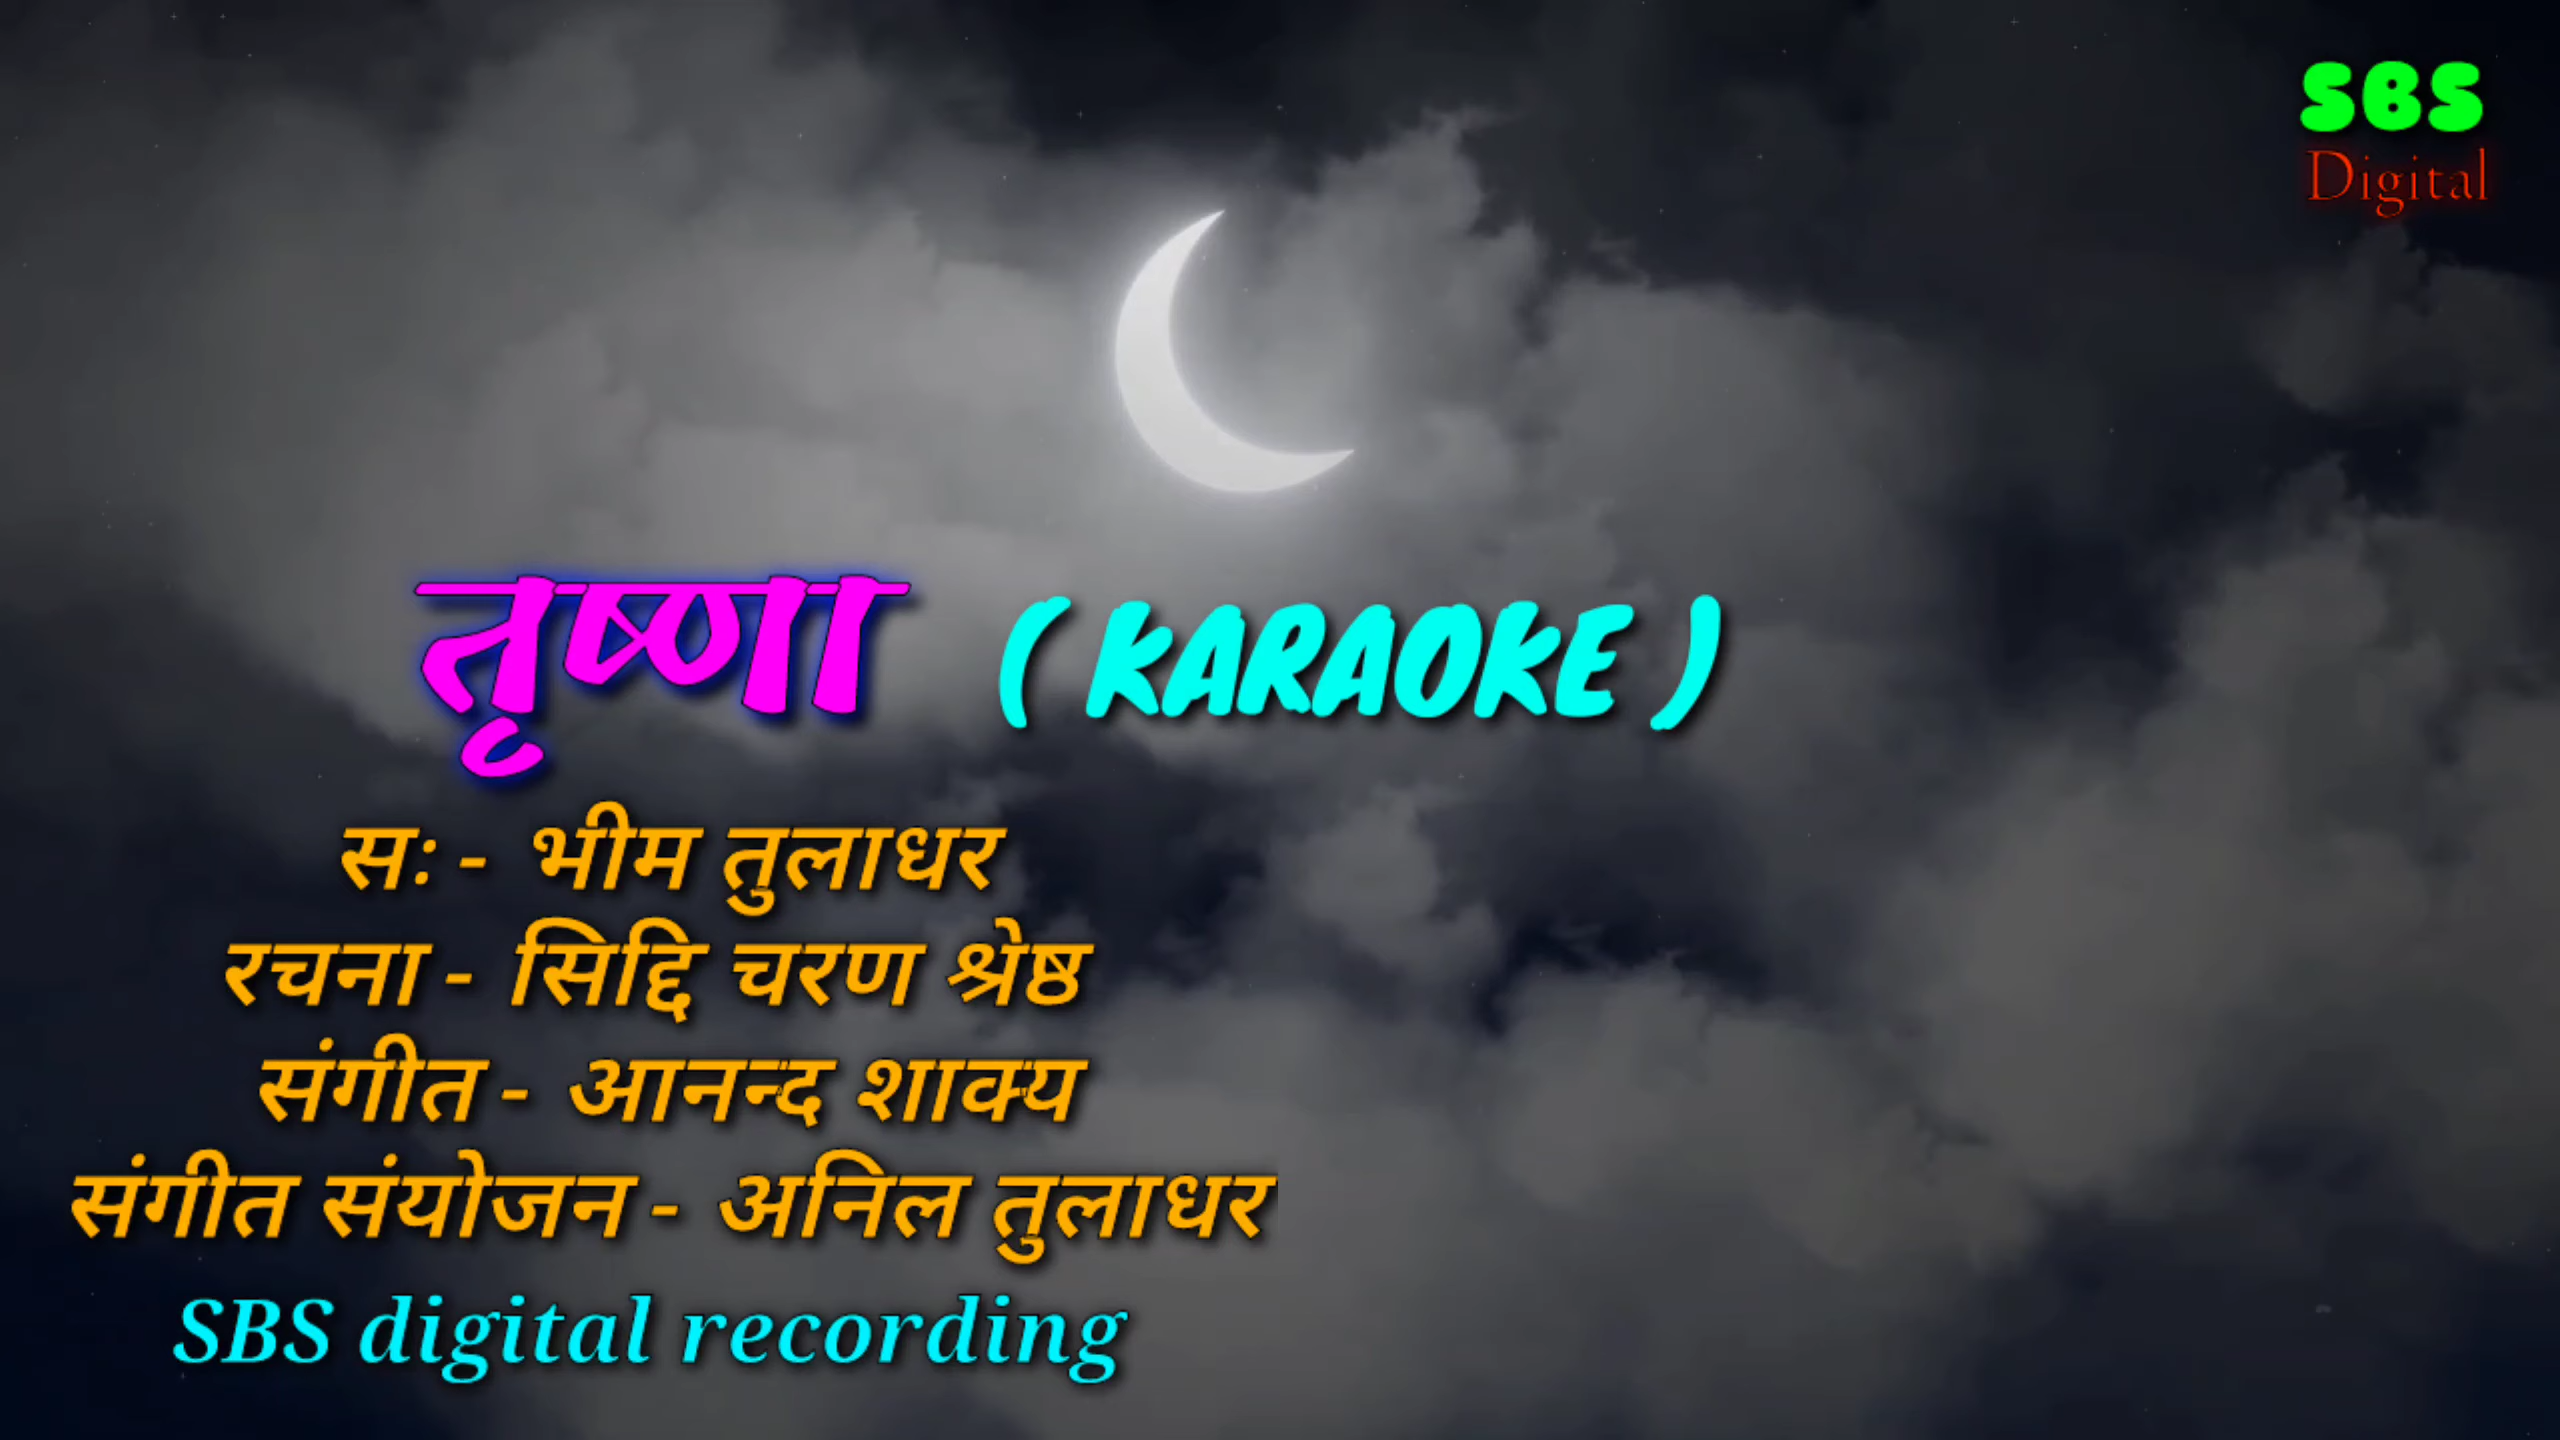 SBS
Digital
तृष्णा ( KARAOKE )
स: - भीम तुलाधर
रचना - सिद्दि चरण श्रेष्ठ
संगीत - आनन्द शाक्य
संगीत संयोजन - अनिल तुलाधर
SBS digital recording